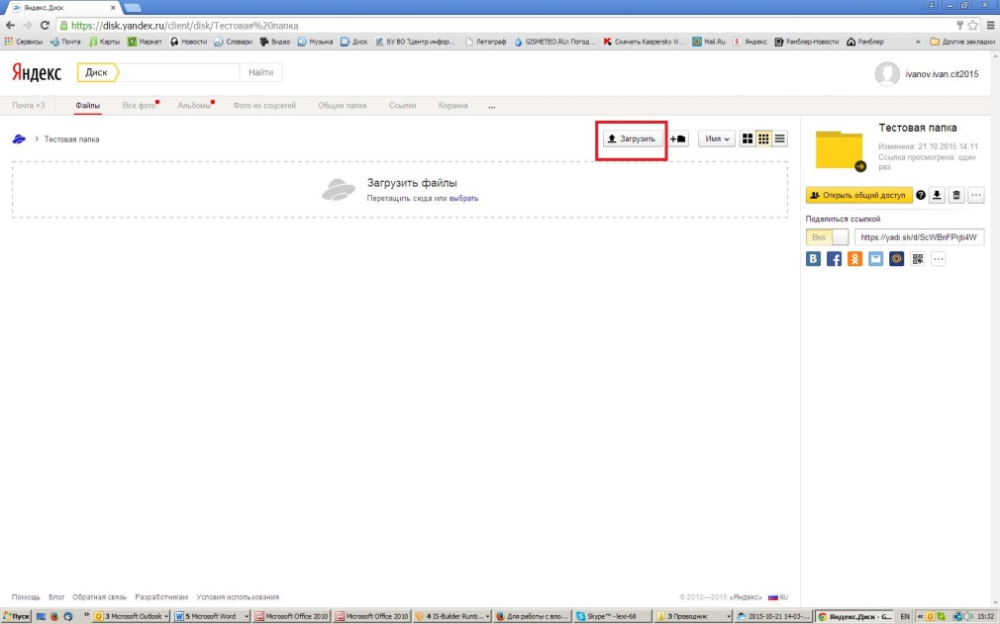 Яндекс.Диск
https://disk.yandex.ru/client/disk/Тестовая%20папка
Сервисы Почта Карты Маркет Новости Словари Видео Музыка Диск БУ ВО "Центр инфор... Летограф GISMETEO.RU: Погод... Скачать Kaspersky Vi... Mail.Ru Яндекс Рамблер-Новости Рамблер » Другие закладки
Яндекс Диск Найти ivanov.ivan.cit2015
Почта +3 Файлы Все фото Альбомы Фото из соцсетей Общие папки Ссылки Корзина ...
Тестовая папка Загрузить Имя
Тестовая папка
Изменена: 21.10.2015 14:11
Ссылка просмотрена: один
раз
Загрузить файлы
Перетащить сюда или выбрать
Открыть общий доступ ?
Поделиться ссылкой
Вкл https://yadi.sk/d/ScWBnFPrjti4W
Помощь Блог Обратная связь Разработчикам Условия использования © 2012—2015 «Яндекс» RU
Пуск » 3 Microsoft Outlook 5 Microsoft Word Microsoft Office 2010 Microsoft Office 2010 4 IS-Builder Runti... Для работы с вло... Skype™ - lexi-68 3 Проводник 2015-10-21 14-03-... Яндекс.Диск - G... EN « 15:32